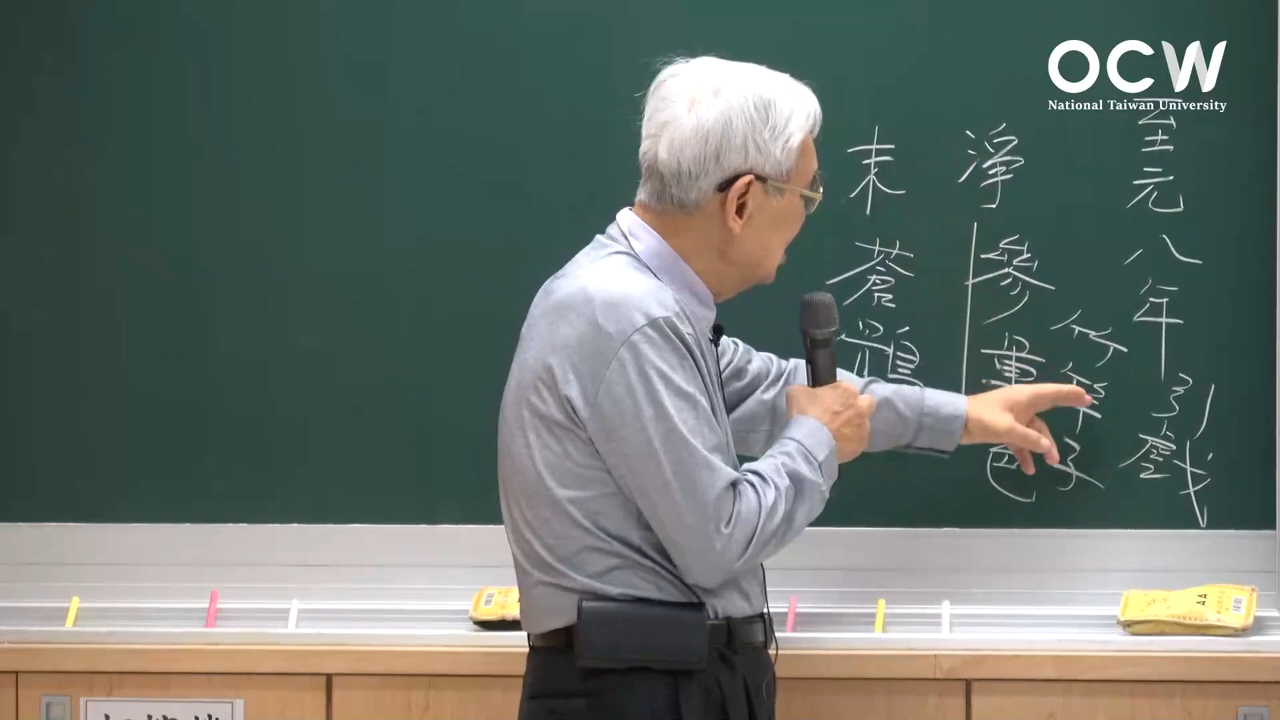 OCW
National Taiwan University
至元八年
引戲
竹竿子
淨
參軍色
末
蒼鶻